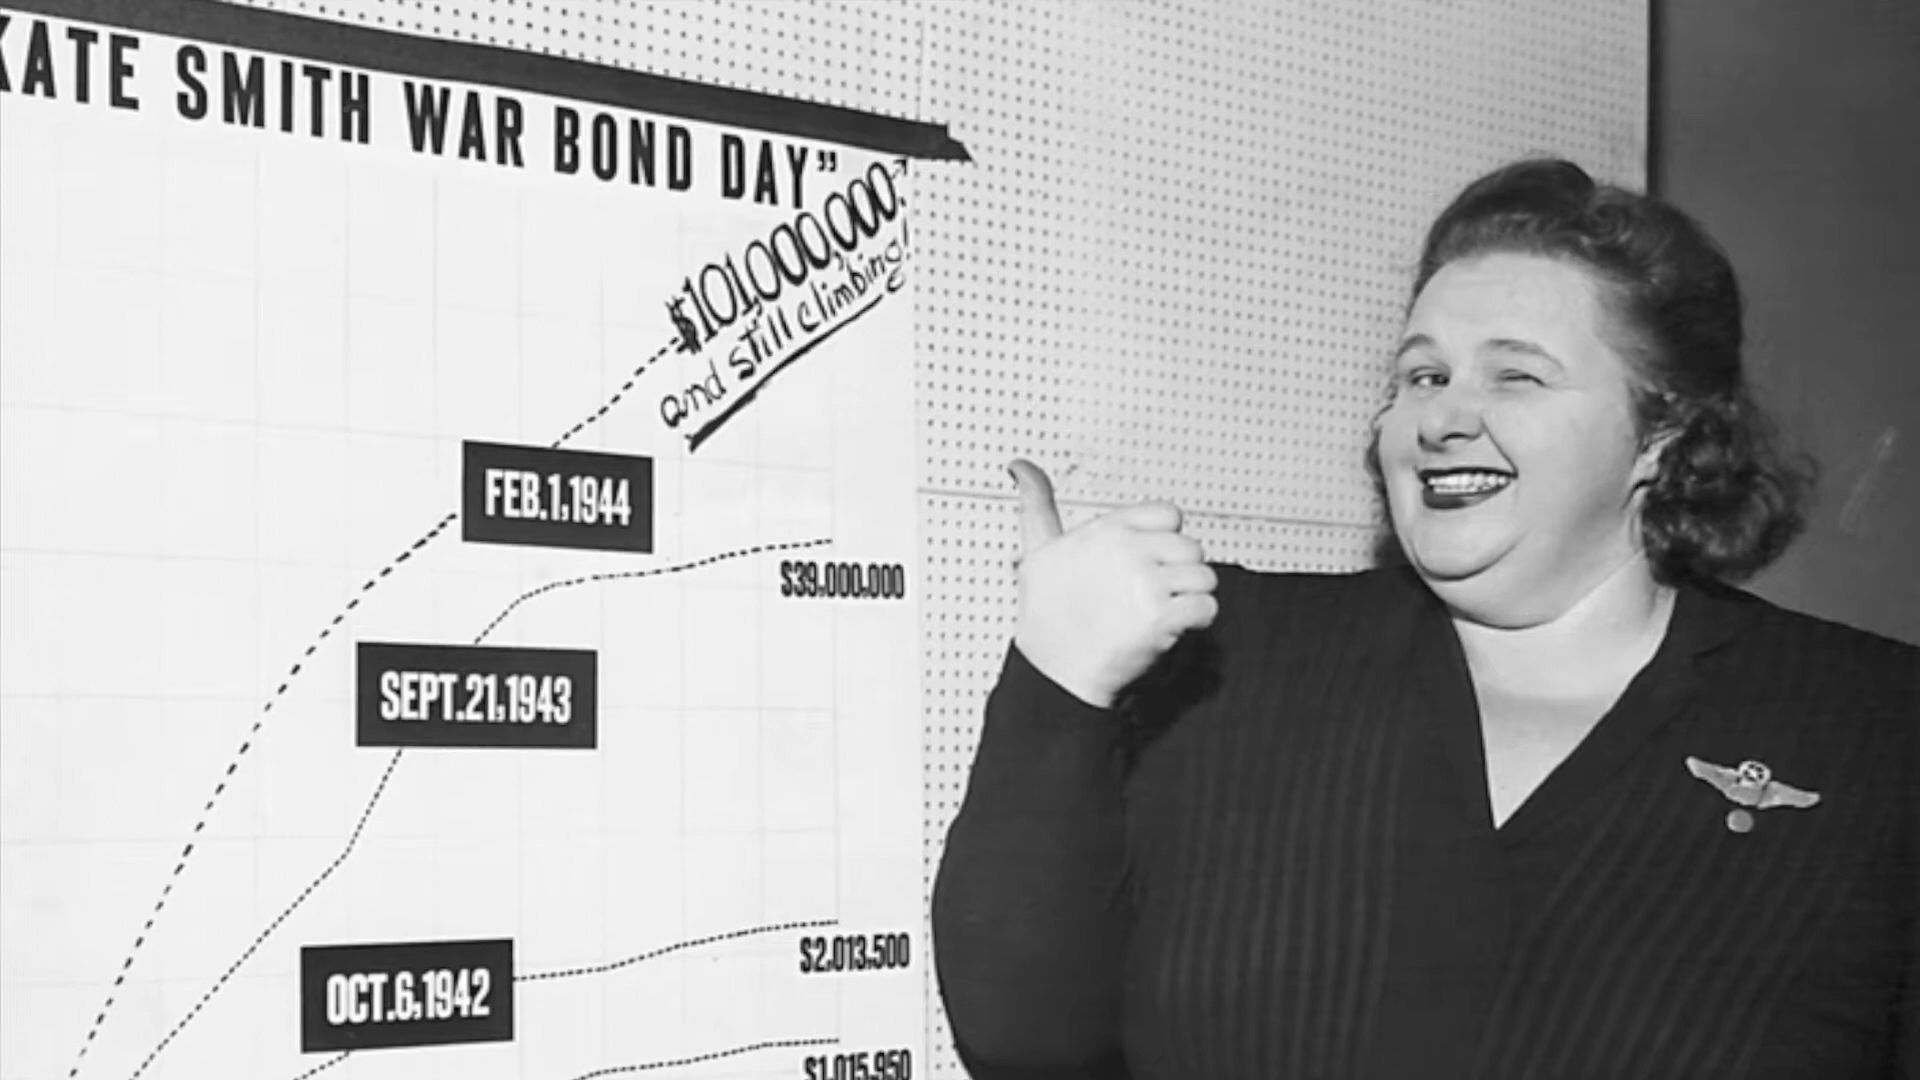 KATE SMITH WAR BOND DAY"
$101,000,000.
and still climbing!
FEB.1,1944
$39,000,000
SEPT.21,1943
$2,013,500
OCT.6,1942
$1,015,950